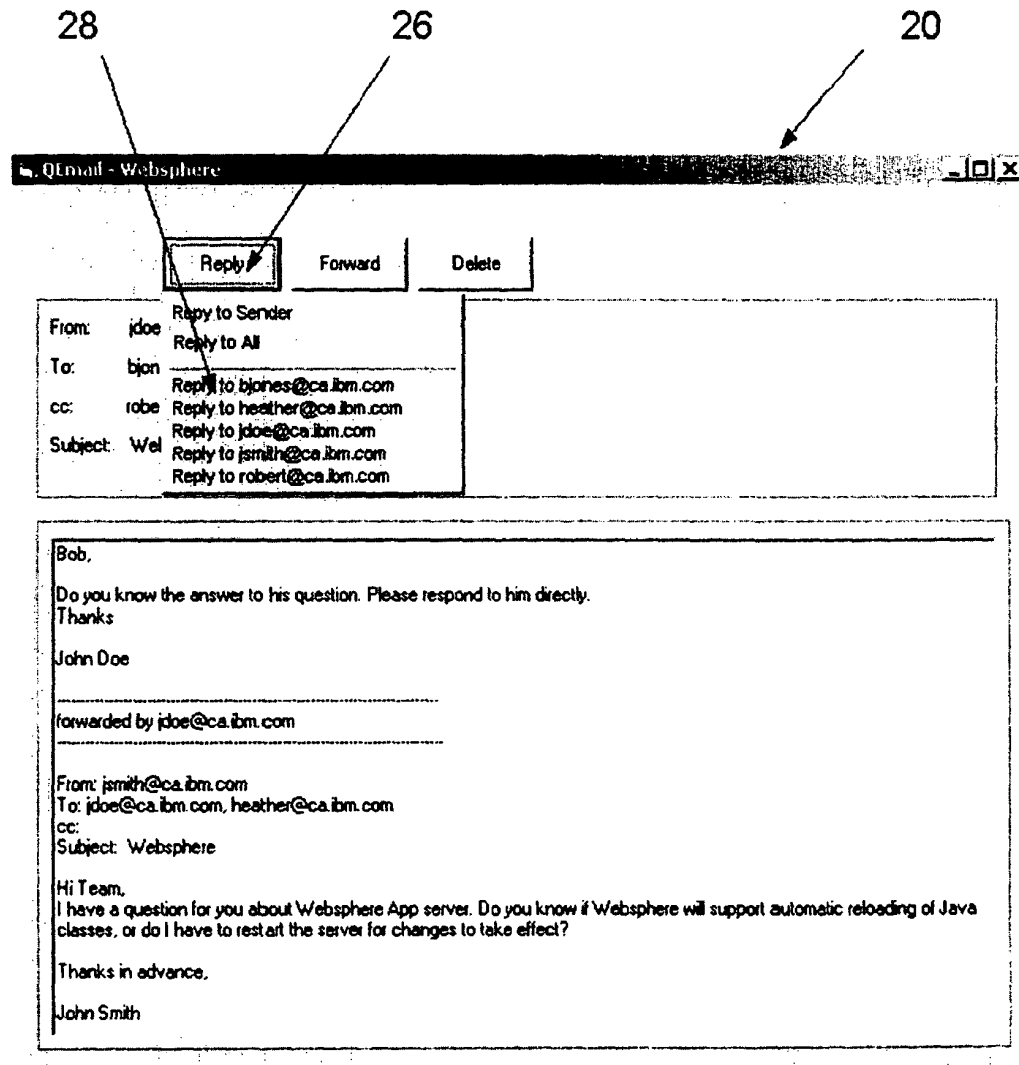 28 26 20
QEmail - Websphere
Reply Forward Delete
Repy to Sender
Reply to All
Reply to bjones@ca.ibm.com
Reply to heather@ca.ibm.com
Reply to jdoe@ca.ibm.com
Reply to jsmith@ca.ibm.com
Reply to robert@ca.ibm.com
From: jdoe
To: bjon
cc: robe
Subject: Wel
Bob,
Do you know the answer to his question. Please respond to him directly.
Thanks
John Doe
forwarded by jdoe@ca.ibm.com
From: jsmith@ca.ibm.com
To: jdoe@ca.ibm.com, heather@ca.ibm.com
cc:
Subject: Websphere
Hi Team,
I have a question for you about Websphere App server. Do you know if Websphere will support automatic reloading of Java
classes, or do I have to restart the server for changes to take effect?
Thanks in advance,
John Smith